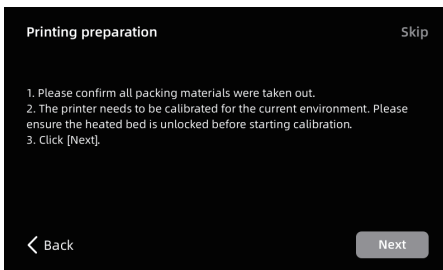 Printing preparation
Skip
1. Please confirm all packing materials were taken out.
2. The printer needs to be calibrated for the current environment. Please
ensure the heated bed is unlocked before starting calibration.
3. Click [Next].
Back
Next